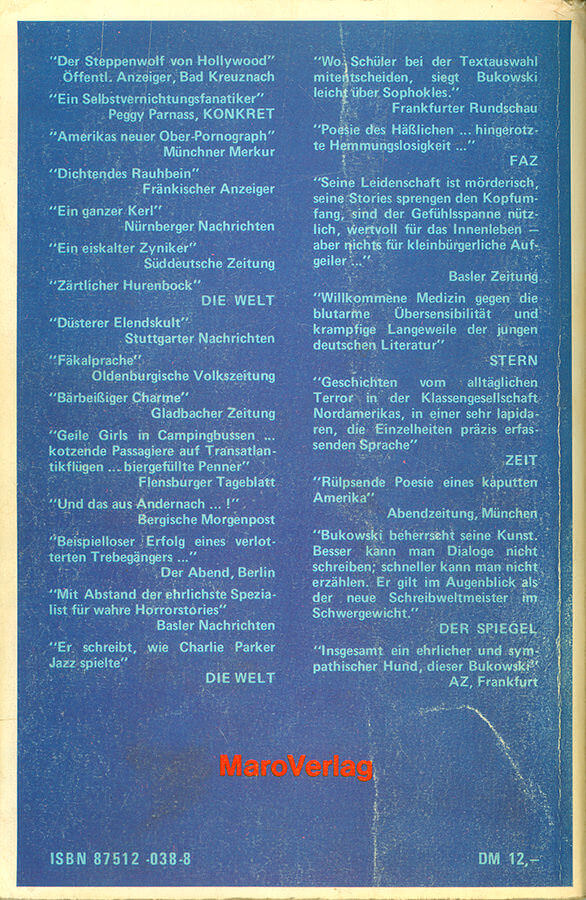 "Der Steppenwolf von Hollywood"
Öffentl. Anzeiger, Bad Kreuznach
"Ein Selbstvernichtungsfanatiker"
Peggy Parnass, KONKRET
"Amerikas neuer Ober-Pornograph"
Münchner Merkur
"Dichtendes Rauhbein"
Fränkischer Anzeiger
"Ein ganzer Kerl"
Nürnberger Nachrichten
"Ein eiskalter Zyniker"
Süddeutsche Zeitung
"Zärtlicher Hurenbock"
DIE WELT
"Düsterer Elendskult"
Stuttgarter Nachrichten
"Fäkalprache"
Oldenburgische Volkszeitung
"Bärbeißiger Charme"
Gladbacher Zeitung
"Geile Girls in Campingbussen ...
kotzende Passagiere auf Transatlan-
tikflügen ... biergefüllte Penner"
Flensburger Tageblatt
"Und das aus Andernach ... !"
Bergische Morgenpost
"Beispielloser Erfolg eines verlot-
terten Trebegängers ..."
Der Abend, Berlin
"Mit Abstand der ehrlichste Spezia-
list für wahre Horrorstories"
Basler Nachrichten
"Er schreibt, wie Charlie Parker
Jazz spielte"
DIE WELT
"Wo Schüler bei der Textauswahl
mitentscheiden, siegt Bukowski
leicht über Sophokles."
Frankfurter Rundschau
"Poesie des Häßlichen ... hingerotz-
te Hemmungslosigkeit ..."
FAZ
"Seine Leidenschaft ist mörderisch,
seine Stories sprengen den Kopfum-
fang, sind der Gefühlsspanne nütz-
lich, wertvoll für das Innenleben —
aber nichts für kleinbürgerliche Auf-
geiler ..."
Basler Zeitung
"Willkommene Medizin gegen die
blutarme Übersensibilität und
krampfige Langeweile der jungen
deutschen Literatur"
STERN
"Geschichten vom alltäglichen
Terror in der Klassengesellschaft
Nordamerikas, in einer sehr lapida-
ren, die Einzelheiten präzis erfas-
senden Sprache"
ZEIT
"Rülpsende Poesie eines kaputten
Amerika"
Abendzeitung, München
"Bukowski beherrscht seine Kunst.
Besser kann man Dialoge nicht
schreiben; schneller kann man nicht
erzählen. Er gilt im Augenblick als
der neue Schreibweltmeister im
Schwergewicht."
DER SPIEGEL
"Insgesamt ein ehrlicher und sym-
pathischer Hund, dieser Bukowski"
AZ, Frankfurt
MaroVerlag
ISBN 87512 -038-8
DM 12,–